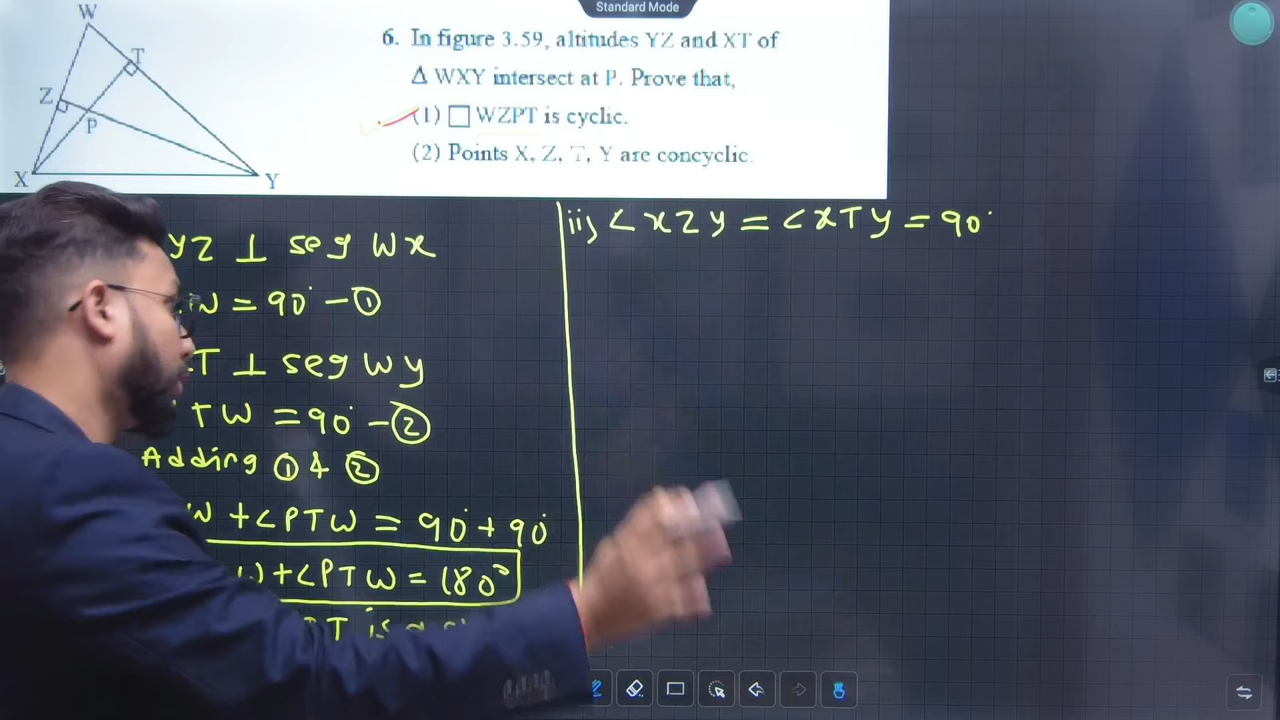 Standard Mode
W
T
Z
P
X
Y
6. In figure 3.59, altitudes YZ and XT of
Δ WXY intersect at P. Prove that,
(1) □ WZPT is cyclic.
(2) Points X, Z, T, Y are concyclic.
YZ ⊥ seg WX
= 90° - ①
T ⊥ seg WY
TW = 90° - ②
Adding ① & ②
W + ∠PTW = 90° + 90°
+ ∠PTW = 180°
PT is a
ii) ∠XZY = ∠XTY = 90°